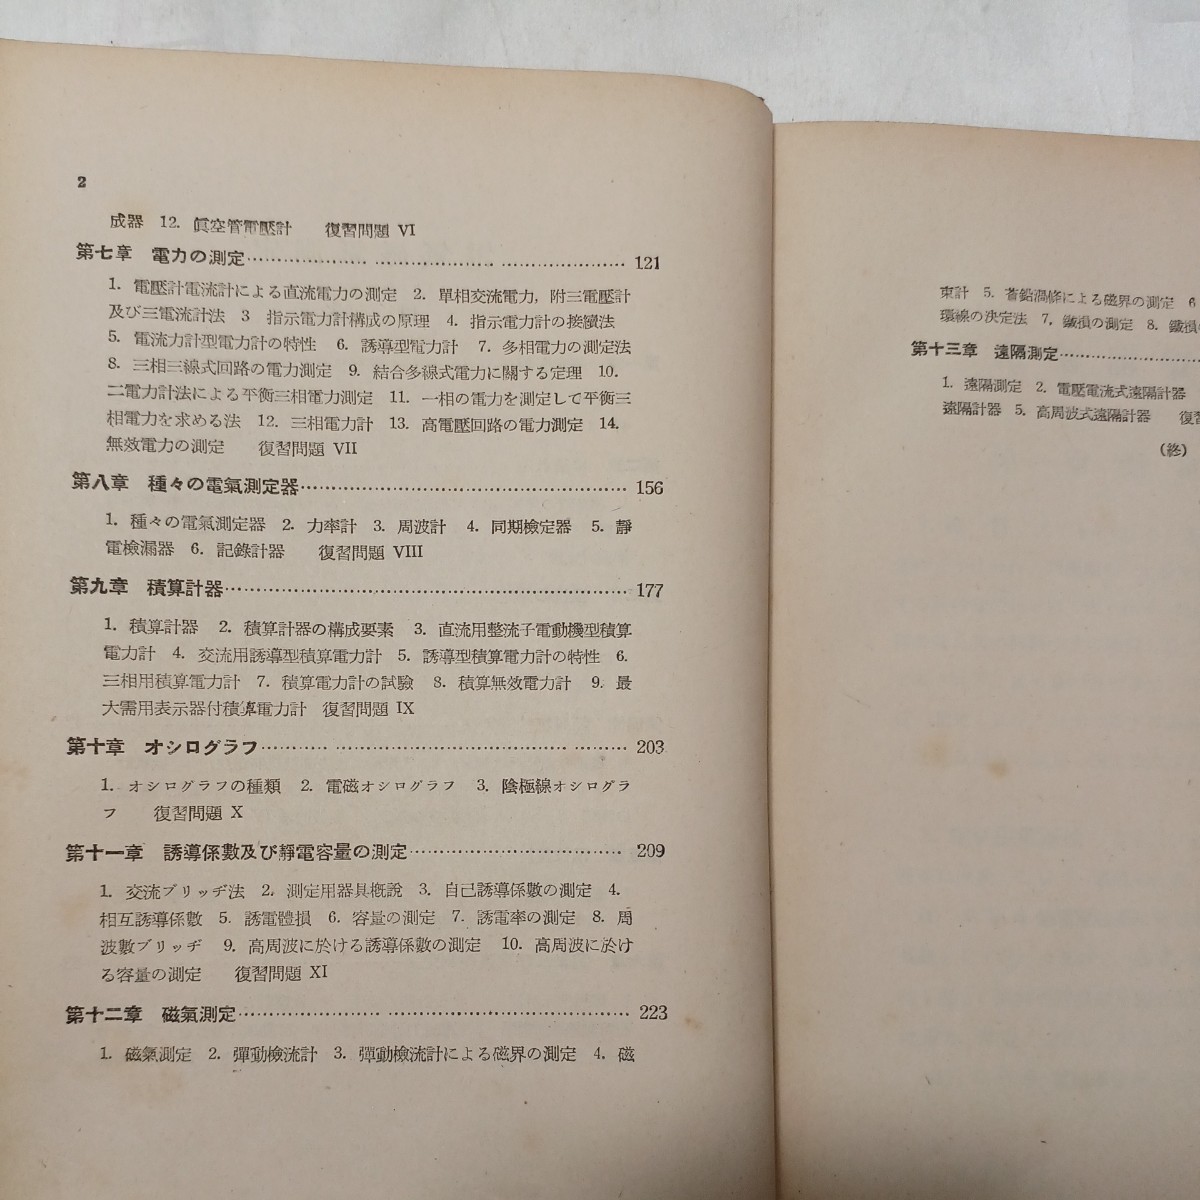 2
成器 12. 眞空管電壓計 復習問題 VI
第七章 電力の測定………………………………………………121
1. 電壓計電流計による直流電力の測定 2. 單相交流電力, 附三電壓計
及び三電流計法 3 指示電力計構成の原理 4. 指示電力計の接續法
5. 電流力計型電力計の特性 6. 誘導型電力計 7. 多相電力の測定法
8. 三相三線式回路の電力測定 9. 結合多線式電力に關する定理 10.
二電力計法による平衡三相電力測定 11. 一相の電力を測定して平衡三
相電力を求める法 12. 三相電力計 13. 高電壓回路の電力測定 14.
無效電力の測定 復習問題 VII
第八章 種々の電氣測定器………………………………………………156
1. 種々の電氣測定器 2. 力率計 3. 周波計 4. 同期檢定器 5. 靜
電檢漏器 6. 記錄計器 復習問題 VIII
第九章 積算計器………………………………………………177
1. 積算計器 2. 積算計器の構成要素 3. 直流用整流子電動機型積算
電力計 4. 交流用誘導型積算電力計 5. 誘導型積算電力計の特性 6.
三相用積算電力計 7. 積算電力計の試驗 8. 積算無效電力計 9. 最
大需用表示器付積算電力計 復習問題 IX
第十章 オシログラフ………………………………………………203
1. オシログラフの種類 2. 電磁オシログラフ 3. 陰極線オシログラ
フ 復習問題 X
第十一章 誘導係數及び靜電容量の測定……………………………209
1. 交流ブリッヂ法 2. 測定用器具槪說 3. 自己誘導係數の測定 4.
相互誘導係數 5. 誘電體損 6. 容量の測定 7. 誘電率の測定 8. 周
波數ブリッヂ 9. 高周波に於ける誘導係數の測定 10. 高周波に於け
る容量の測定 復習問題 XI
第十二章 磁氣測定………………………………………………223
1. 磁氣測定 2. 彈動檢流計 3. 彈動檢流計による磁界の測定 4. 磁
束計 5. 蒼鉛渦條による磁界の測定 6
環線の決定法 7. 鐵損の測定 8. 鐵損の
第十三章 遠隔測定……………………
1. 遠隔測定 2. 電壓電流式遠隔計器
遠隔計器 5. 高周波式遠隔計器 復習
(終)